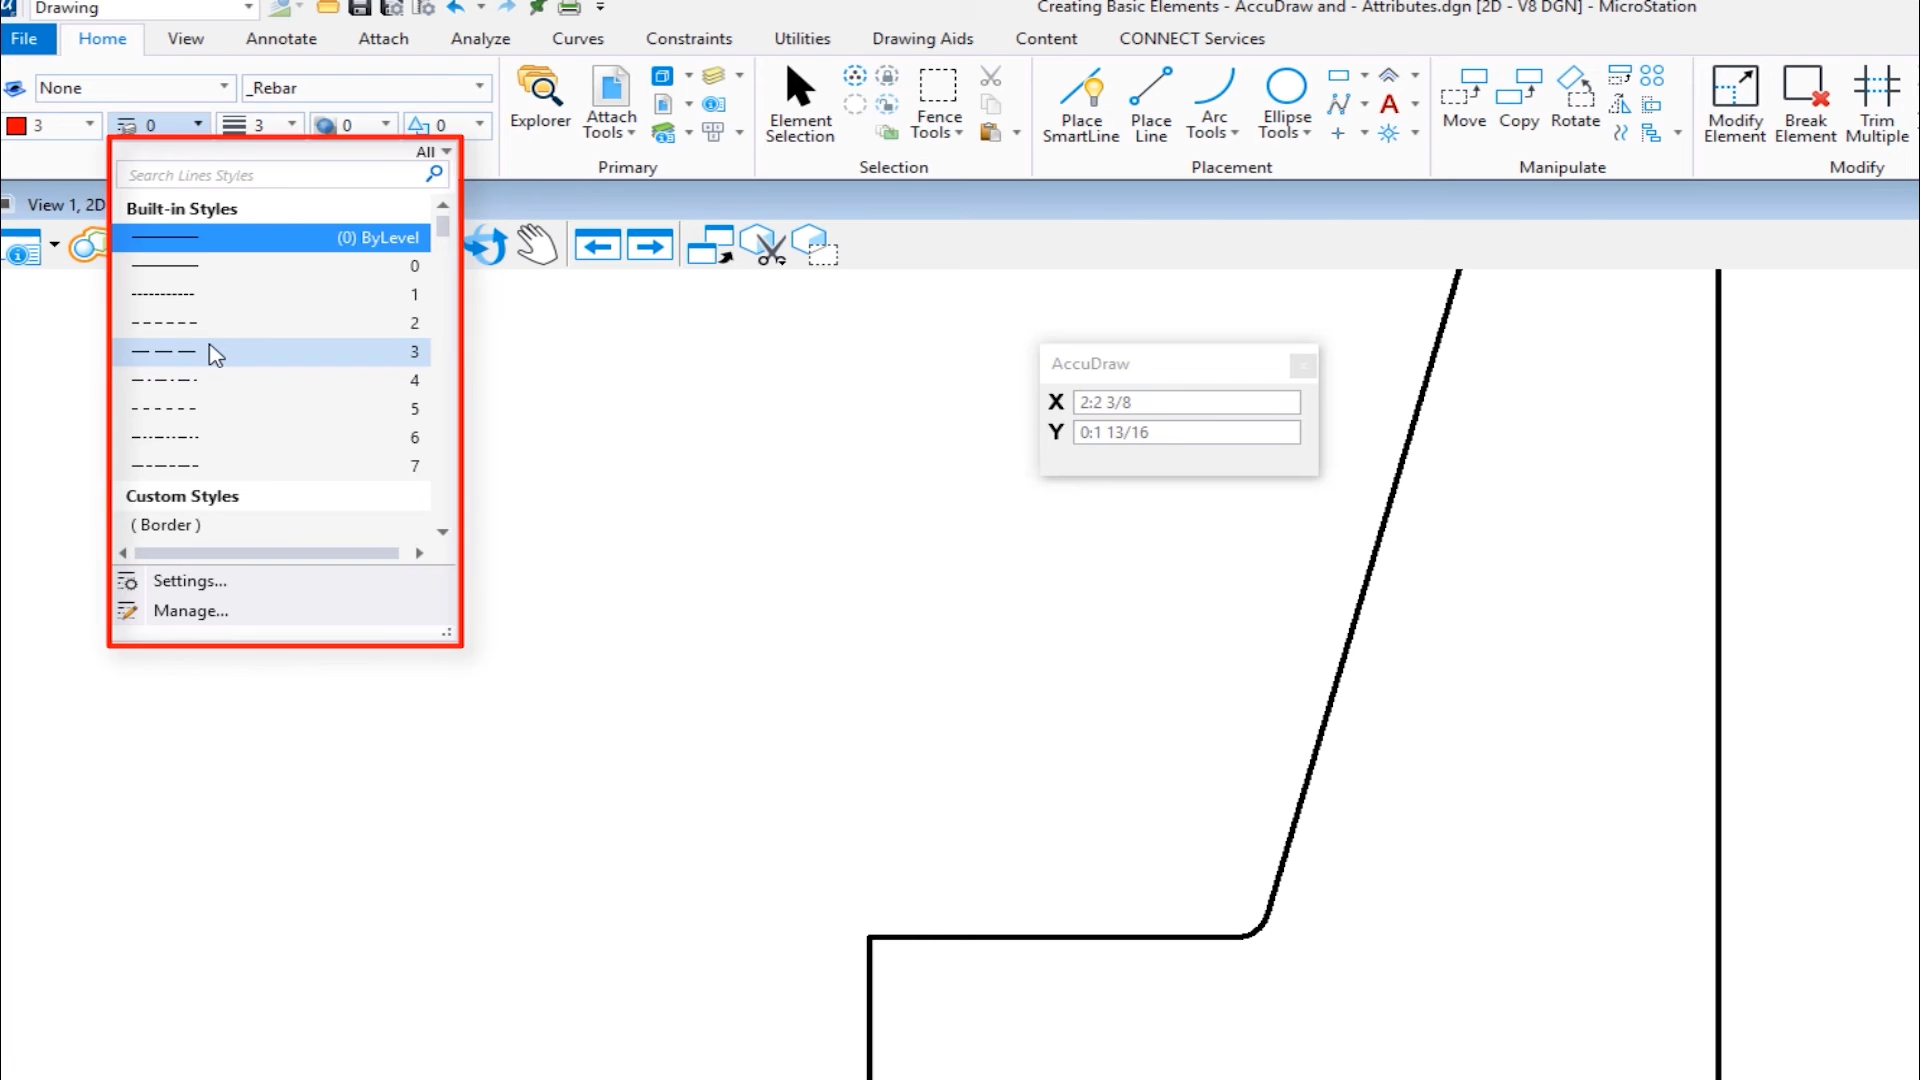 Drawing
Creating Basic Elements - AccuDraw and - Attributes.dgn [2D - V8 DGN] - MicroStation
File Home View Annotate Attach Analyze Curves Constraints Utilities Drawing Aids Content CONNECT Services
None _Rebar
3 0 3 0 0
Explorer
Attach Tools
Primary
Element Selection
Fence Tools
Selection
Place SmartLine
Place Line
Arc Tools
Ellipse Tools
A
Placement
Move Copy Rotate
Manipulate
Modify Element
Break Element
Trim Multiple
Modify
View 1, 2D
All
Search Lines Styles
Built-in Styles
(0) ByLevel
0
1
2
3
4
5
6
7
Custom Styles
( Border )
Settings...
Manage...
AccuDraw
X 2:2 3/8
Y 0:1 13/16